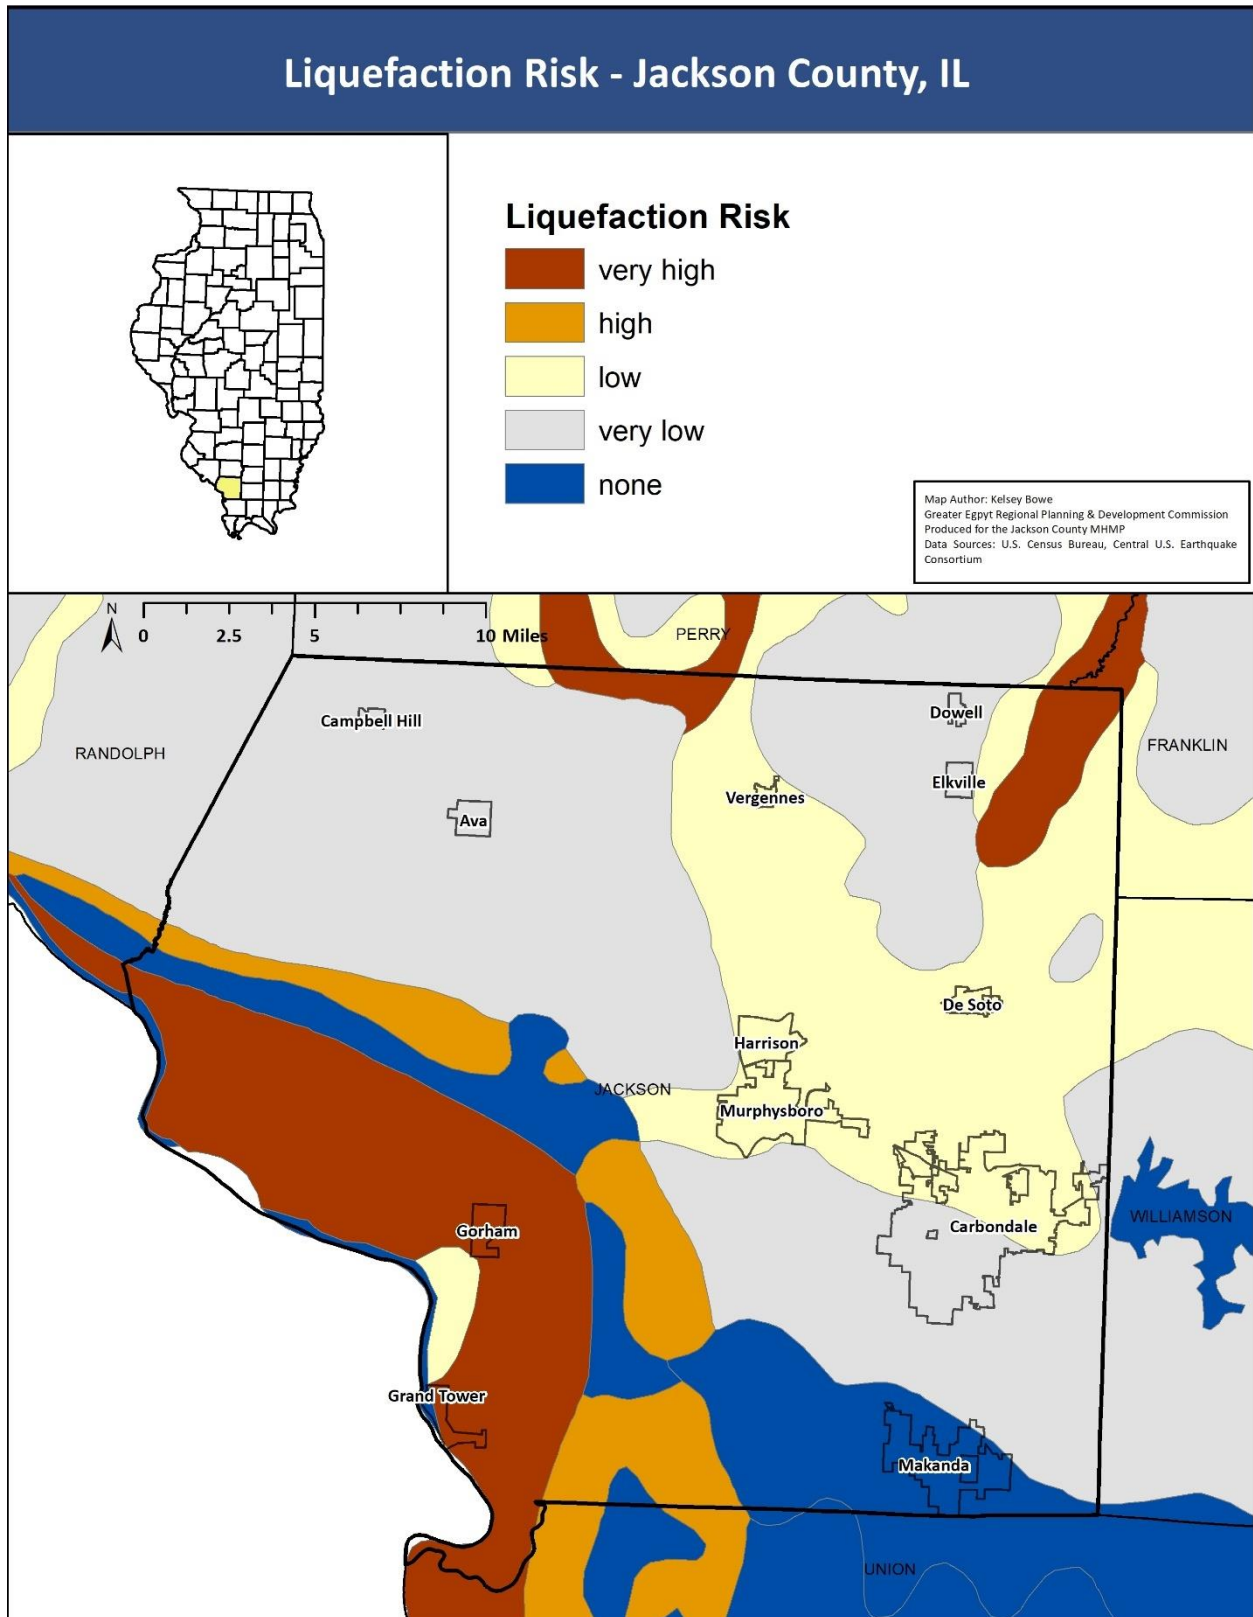 Liquefaction Risk - Jackson County, IL
Liquefaction Risk
very high
high
low
very low
none
Map Author: Kelsey Bowe
Greater Egpyt Regional Planning & Development Commission
Produced for the Jackson County MHMP
Data Sources: U.S. Census Bureau, Central U.S. Earthquake
Consortium
N
0 2.5 5 10 Miles
PERRY
Campbell Hill
Dowell
RANDOLPH
FRANKLIN
Elkville
Vergennes
Ava
De Soto
Harrison
JACKSON
Murphysboro
WILLIAMSON
Carbondale
Gorham
Grand Tower
Makanda
UNION